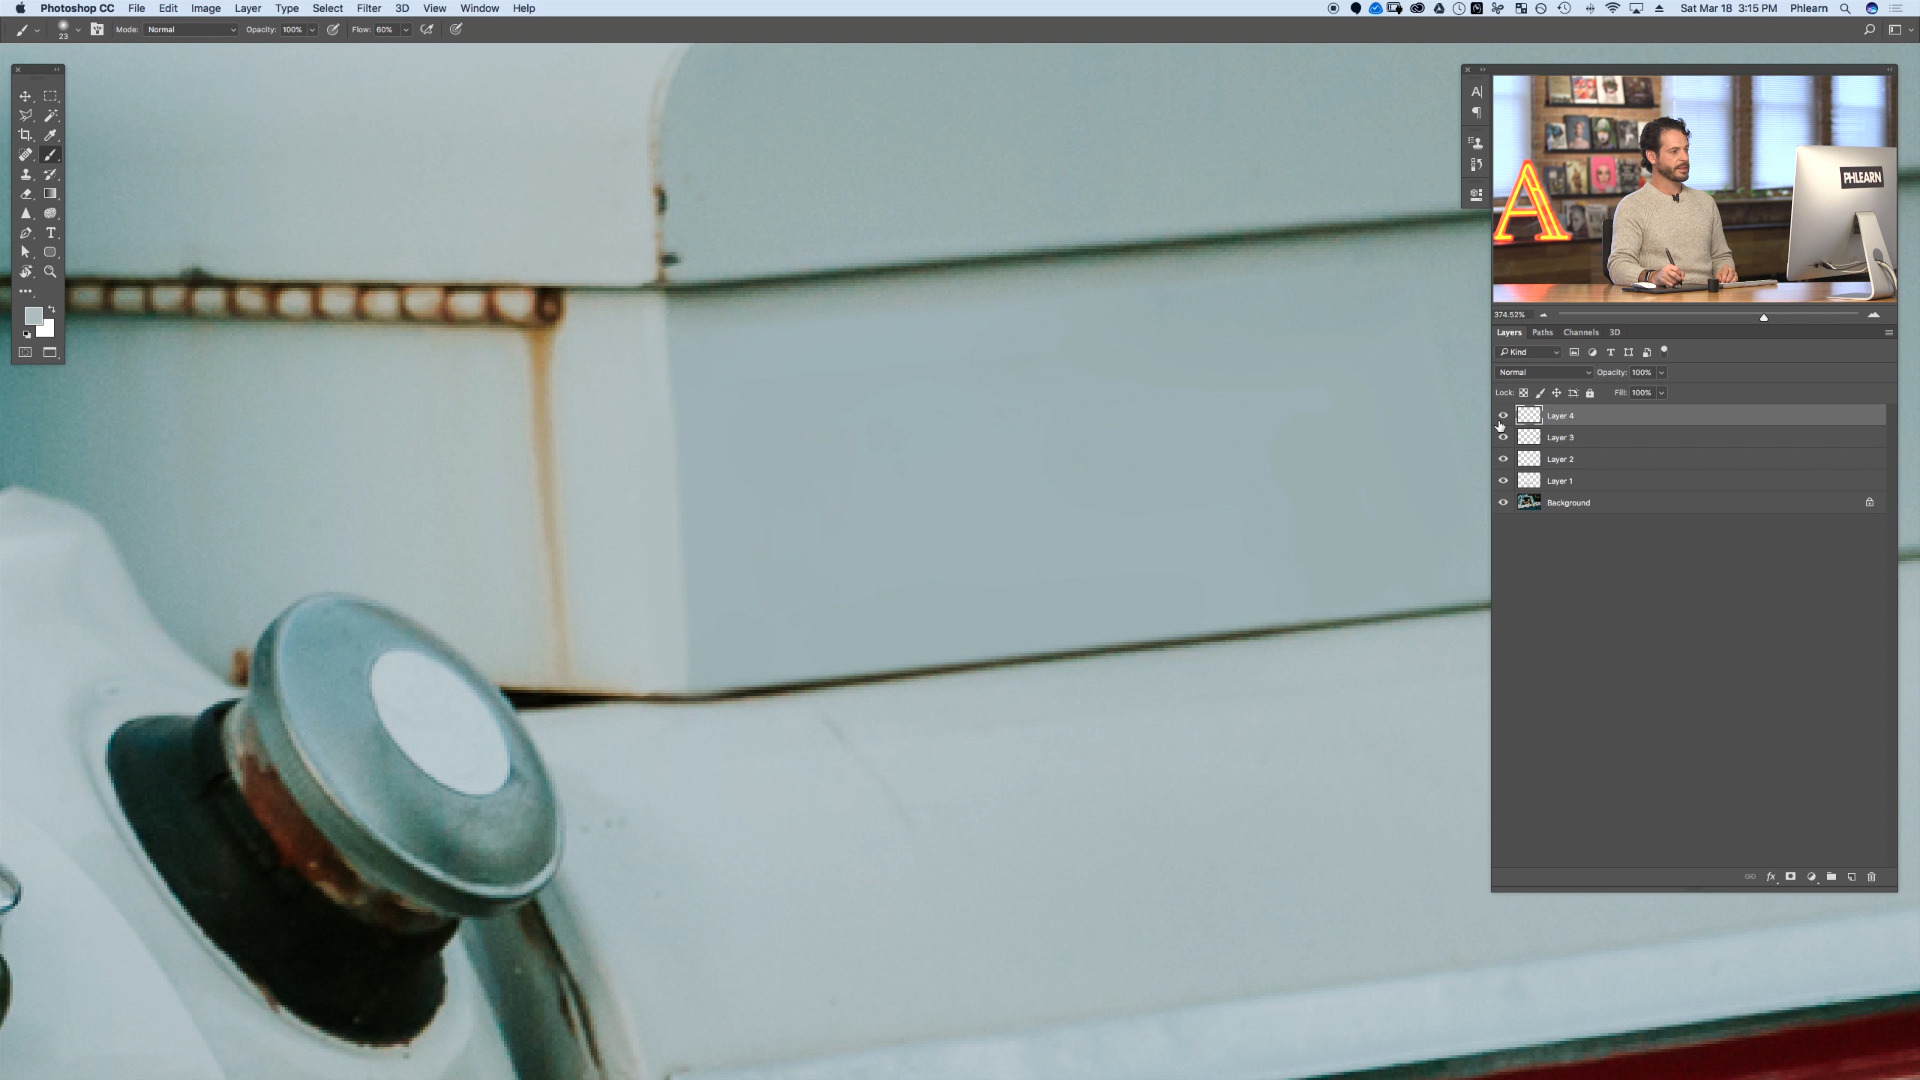 Photoshop CC File Edit Image Layer Type Select Filter 3D View Window Help
Sat Mar 18 3:15 PM Phlearn
23 Mode: Normal Opacity: 100% Flow: 60%
A|
PHLEARN
A
374.52%
Layers Paths Channels 3D
Kind T
Normal Opacity: 100%
Lock: Fill: 100%
Layer 4
Layer 3
Layer 2
Layer 1
Background
fx